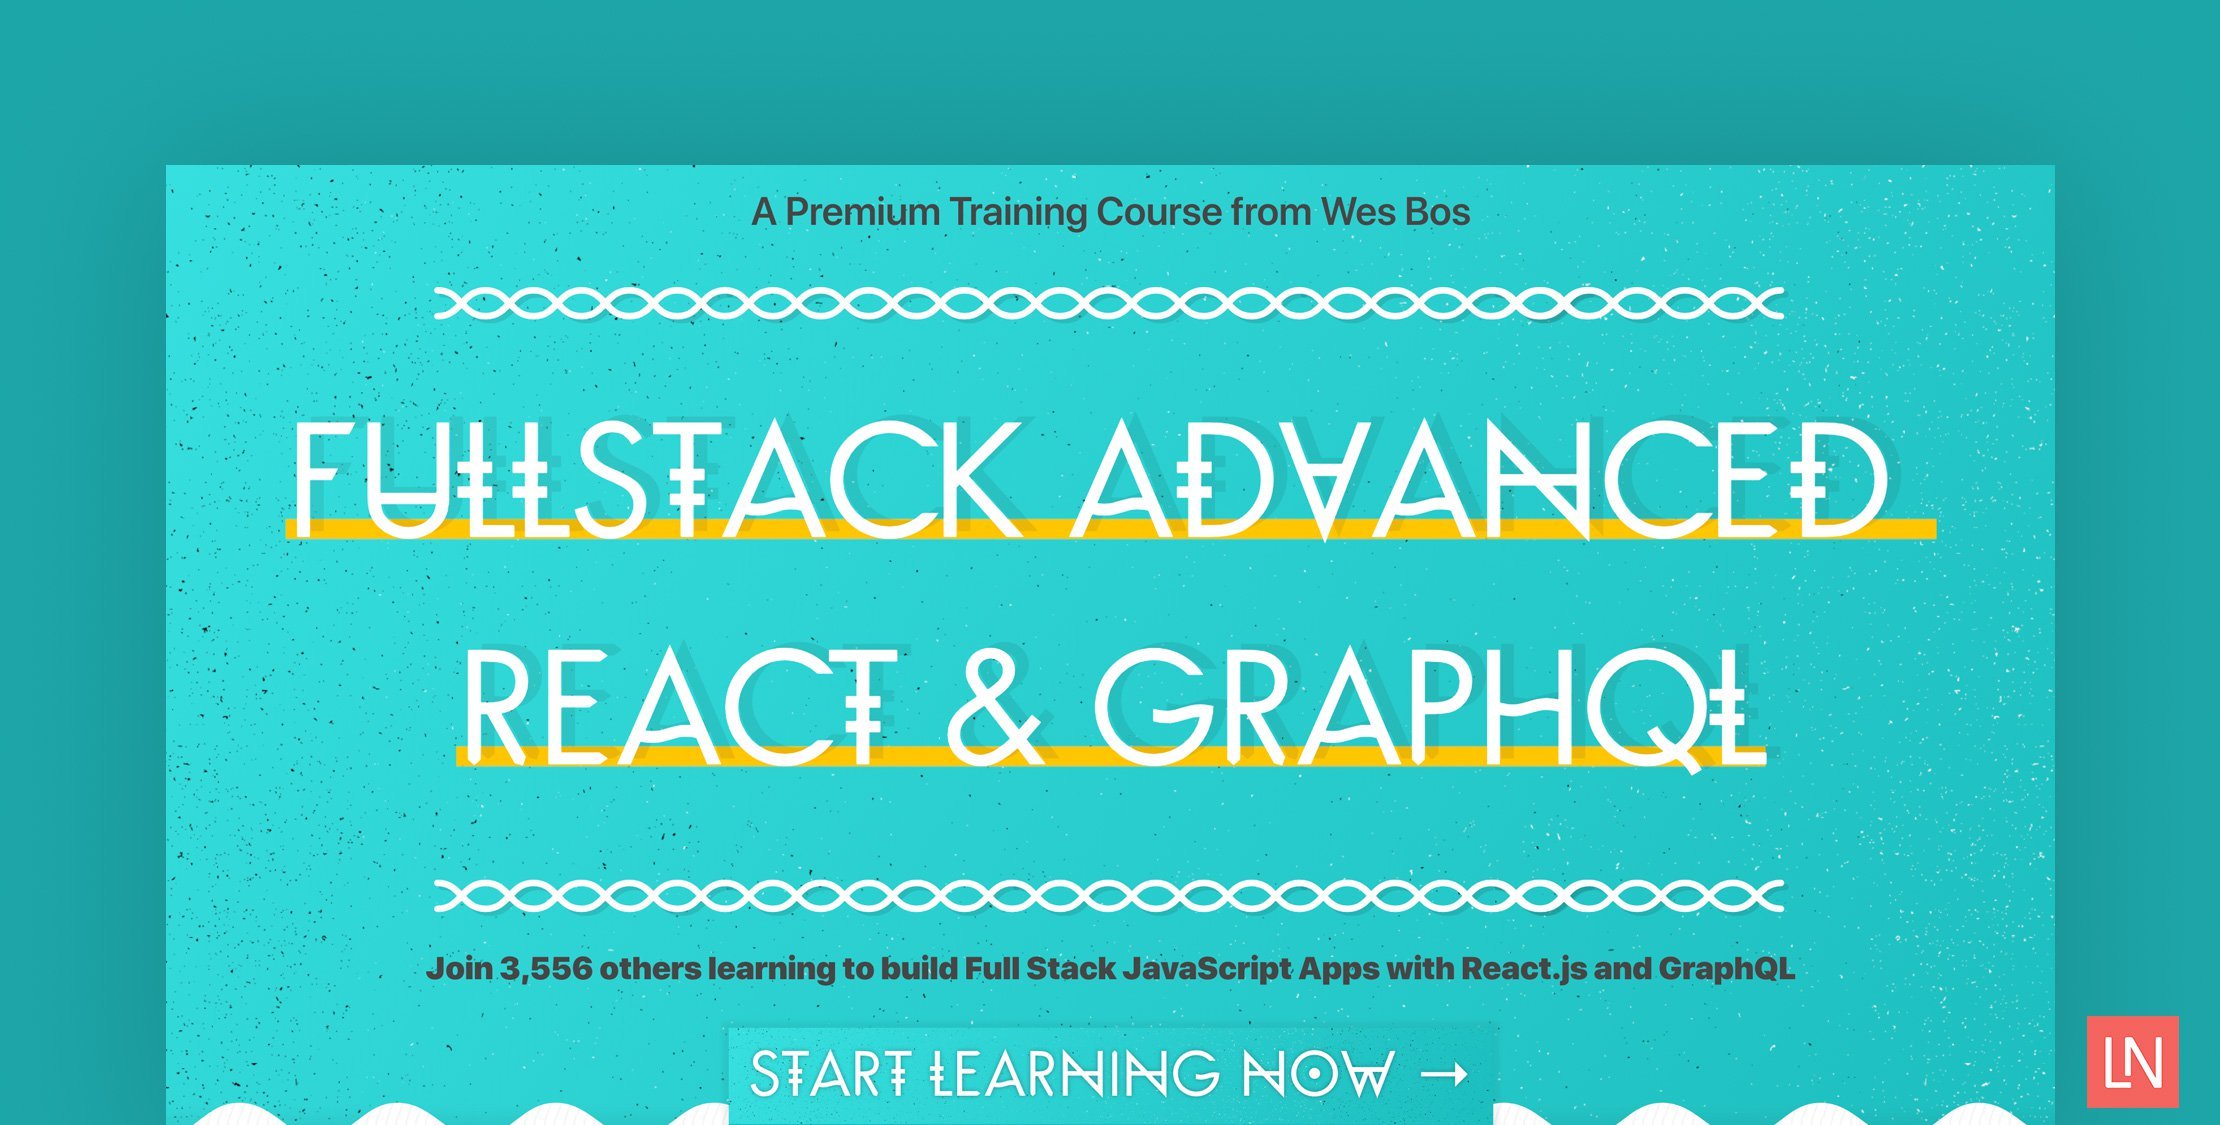 A Premium Training Course from Wes Bos
FULLSTACK ADVANCED
REACT & GRAPHQL
Join 3,556 others learning to build Full Stack JavaScript Apps with React.js and GraphQL
START LEARNING NOW →
LN